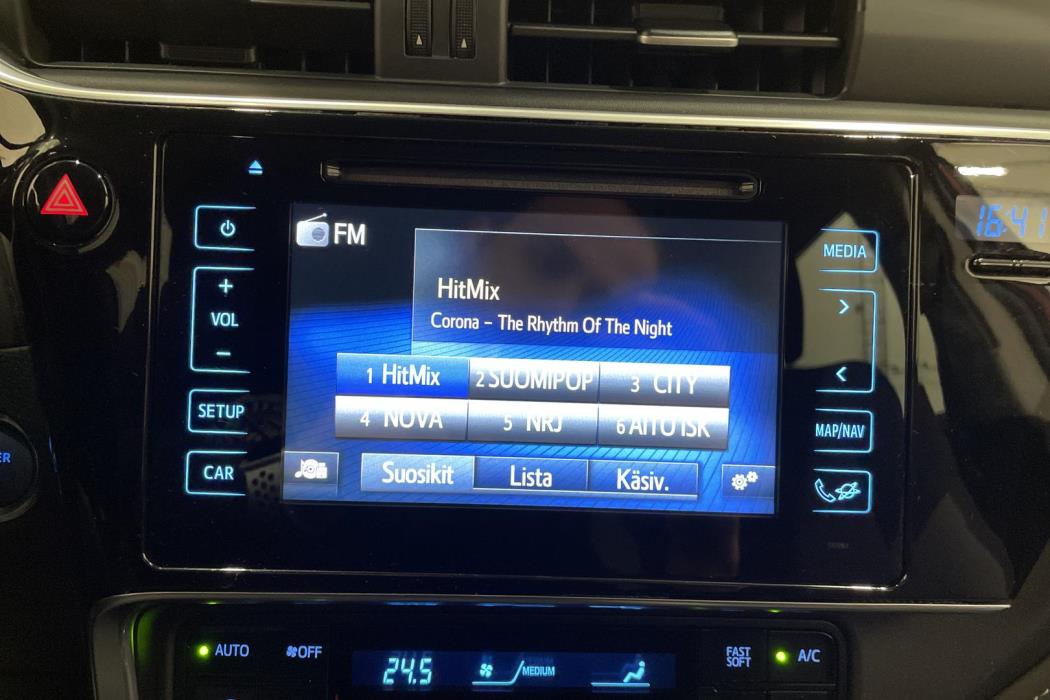 FM
16:41
MEDIA
HitMix
Corona – The Rhythm Of The Night
+
VOL
–
1 HitMix 2 SUOMIPOP 3 CITY
>
<
SETUP
4 NOVA 5 NRJ 6 AITO ISK
MAP/NAV
CAR
Suosikit Lista Käsiv.
AUTO OFF
24.5 MEDIUM
FAST
SOFT
A/C